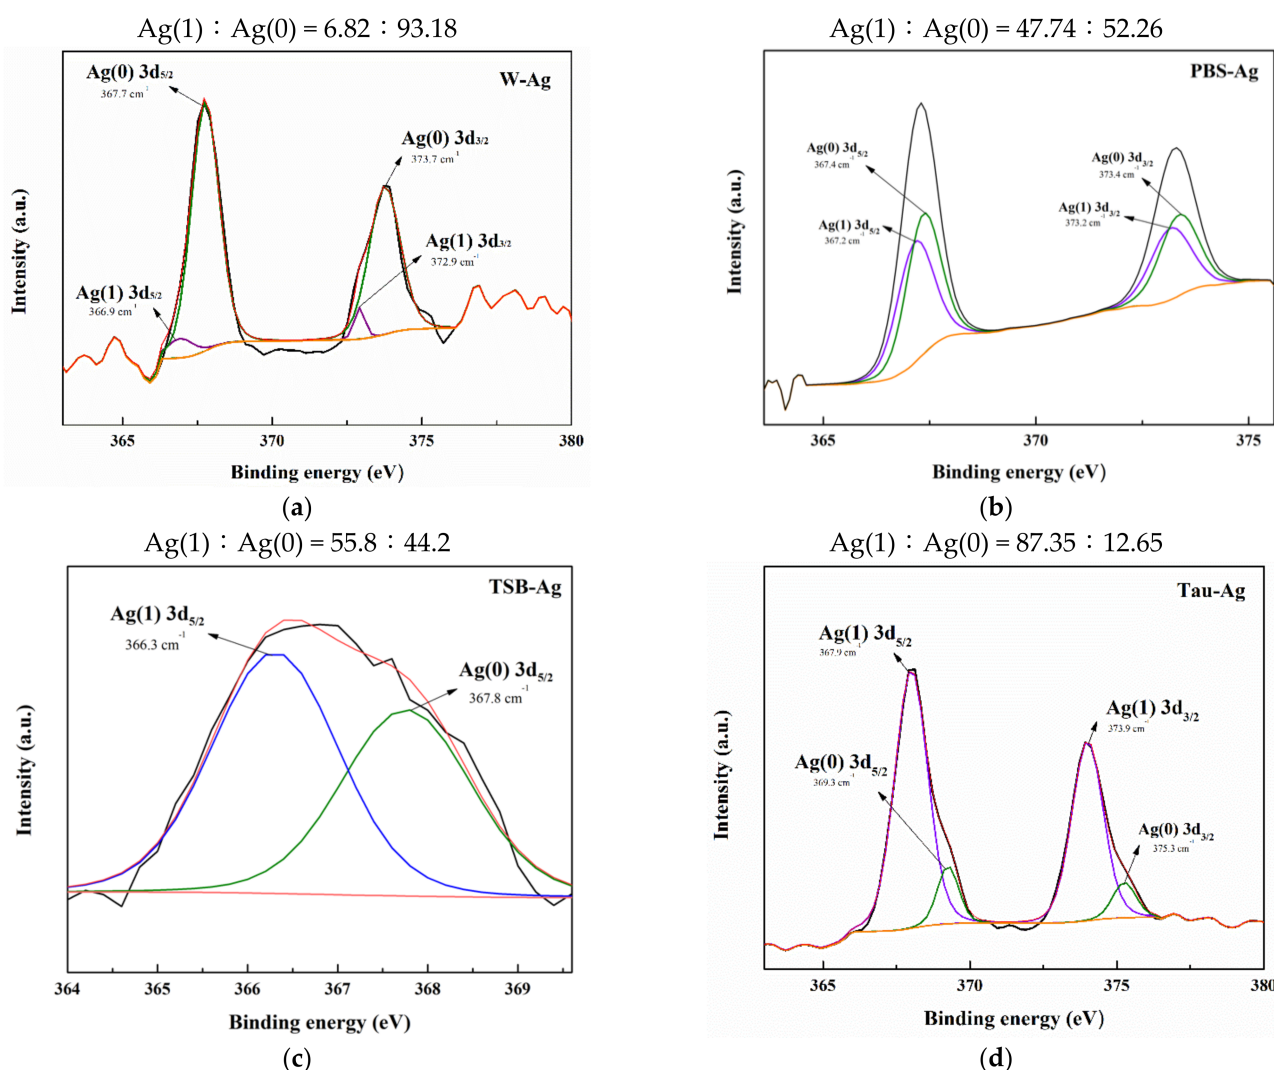 Ag(1)：Ag(0) = 6.82：93.18
W-Ag
Ag(0) 3d5/2
367.7 cm-1
Ag(0) 3d3/2
373.7 cm-1
Ag(1) 3d3/2
372.9 cm-1
Ag(1) 3d5/2
366.9 cm-1
Intensity (a.u.)
365 370 375 380
Binding energy (eV)
(a)
Ag(1)：Ag(0) = 47.74：52.26
PBS-Ag
Ag(0) 3d5/2
367.4 cm-1
Ag(1) 3d5/2
367.2 cm-1
Ag(0) 3d3/2
373.4 cm-1
Ag(1) 3d3/2
373.2 cm-1
Intensity (a.u.)
365 370 375
Binding energy (eV)
(b)
Ag(1)：Ag(0) = 55.8：44.2
TSB-Ag
Ag(1) 3d5/2
366.3 cm-1
Ag(0) 3d5/2
367.8 cm-1
Intensity (a.u.)
364 365 366 367 368 369
Binding energy (eV)
(c)
Ag(1)：Ag(0) = 87.35：12.65
Tau-Ag
Ag(1) 3d5/2
367.9 cm-1
Ag(1) 3d3/2
373.9 cm-1
Ag(0) 3d5/2
369.3 cm-1
Ag(0) 3d3/2
375.3 cm-1
Intensity (a.u.)
365 370 375 380
Binding energy (eV)
(d)